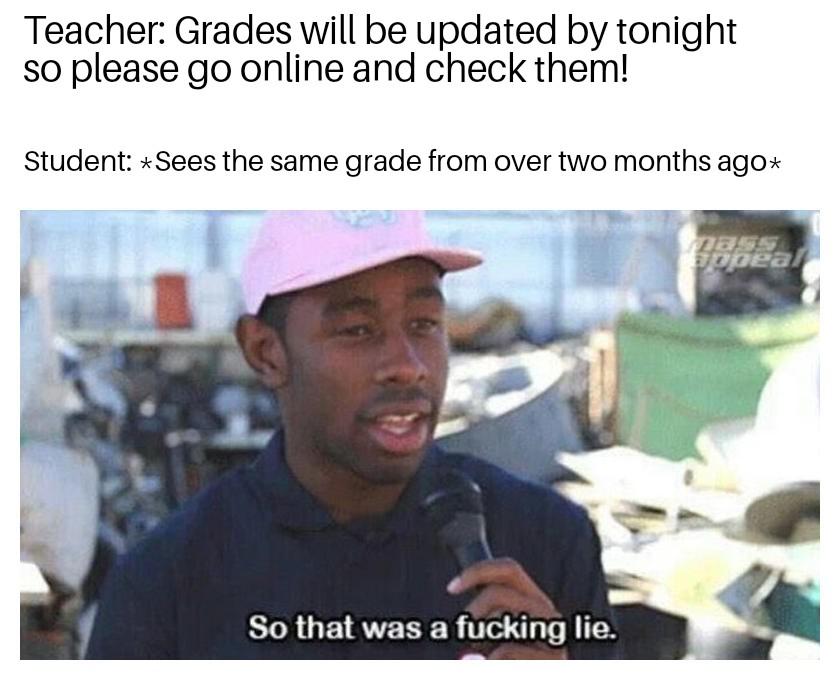 Teacher: Grades will be updated by tonight
so please go online and check them!
Student: *Sees the same grade from over two months ago*
mass
appeal
So that was a fucking lie.